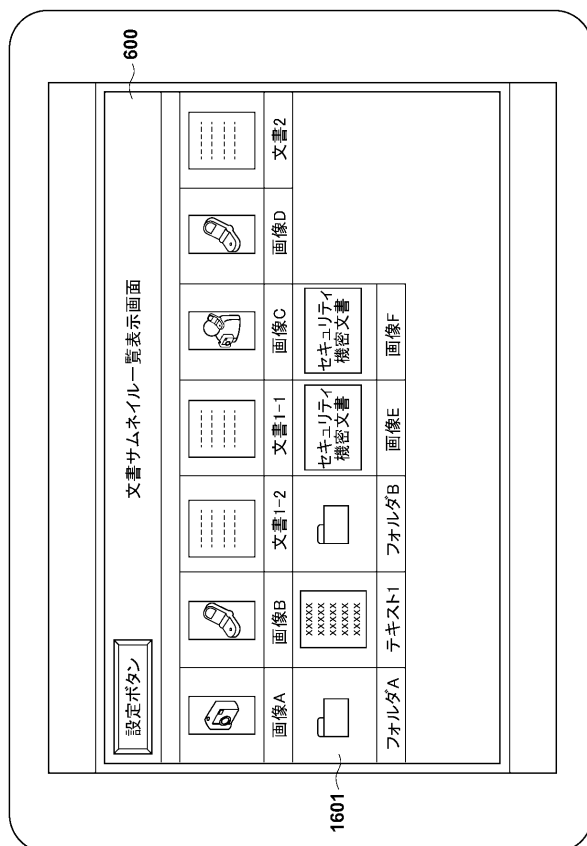 600
文書サムネイル一覧表示画面
設定ボタン
画像A
画像B
文書1-2
文書1-1
画像C
画像D
文書2
xxxxx
xxxxx
xxxxx
xxxxx
xxxxx
セキュリティ
機密文書
セキュリティ
機密文書
フォルダA
テキスト1
フォルダB
画像E
画像F
1601